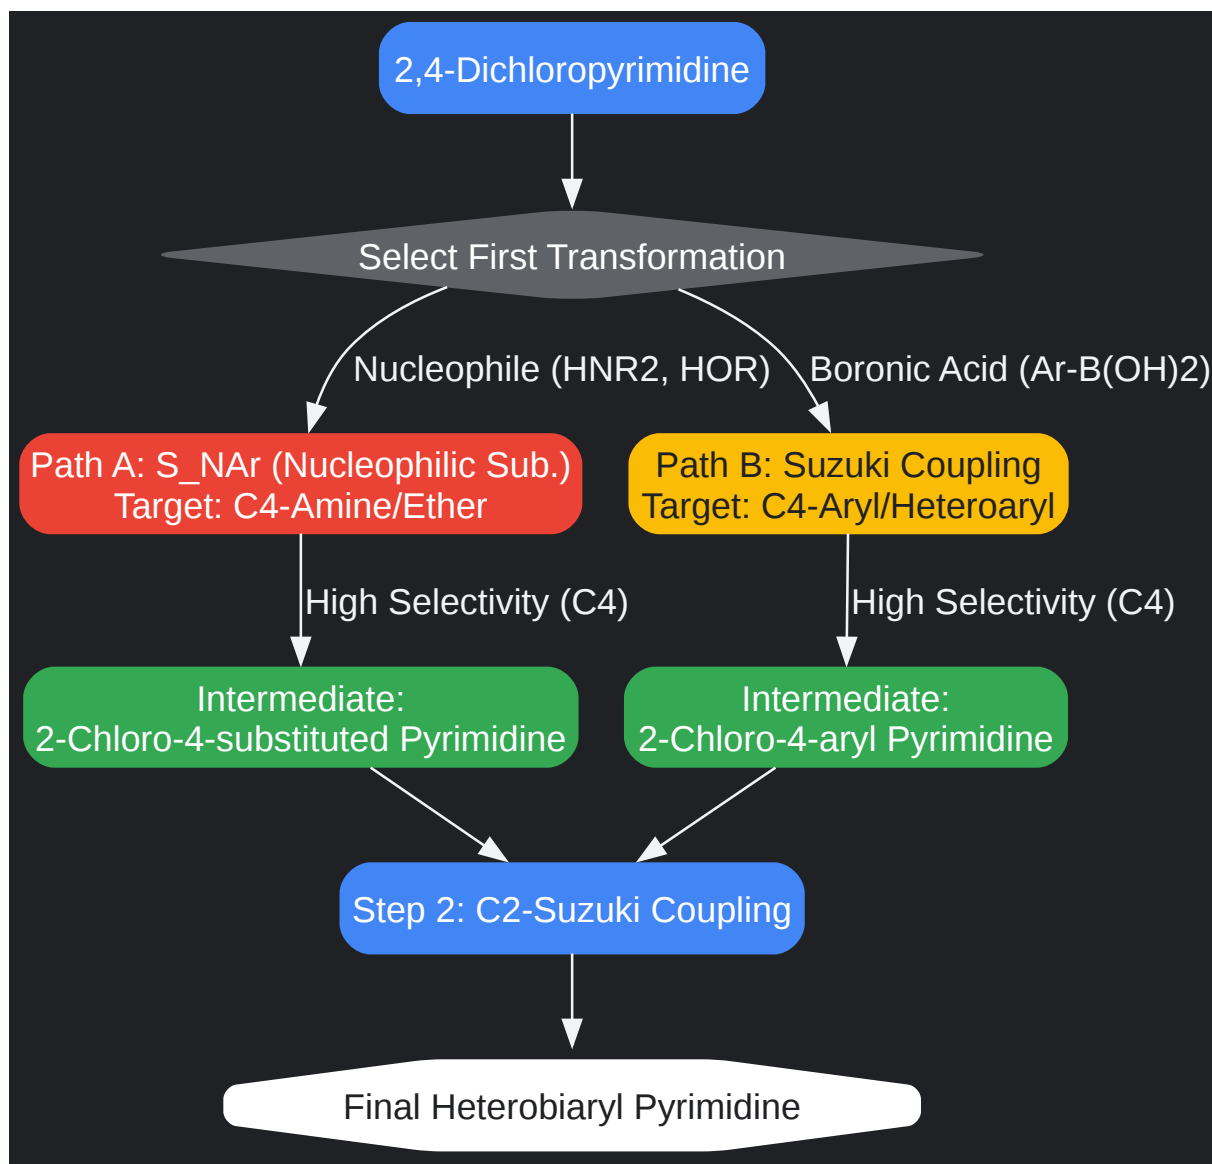 2,4-Dichloropyrimidine
Select First Transformation
Nucleophile (HNR2, HOR)
Boronic Acid (Ar-B(OH)2)
Path A: S_NAr (Nucleophilic Sub.)
Target: C4-Amine/Ether
Path B: Suzuki Coupling
Target: C4-Aryl/Heteroaryl
High Selectivity (C4)
High Selectivity (C4)
Intermediate:
2-Chloro-4-substituted Pyrimidine
Intermediate:
2-Chloro-4-aryl Pyrimidine
Step 2: C2-Suzuki Coupling
Final Heterobiaryl Pyrimidine